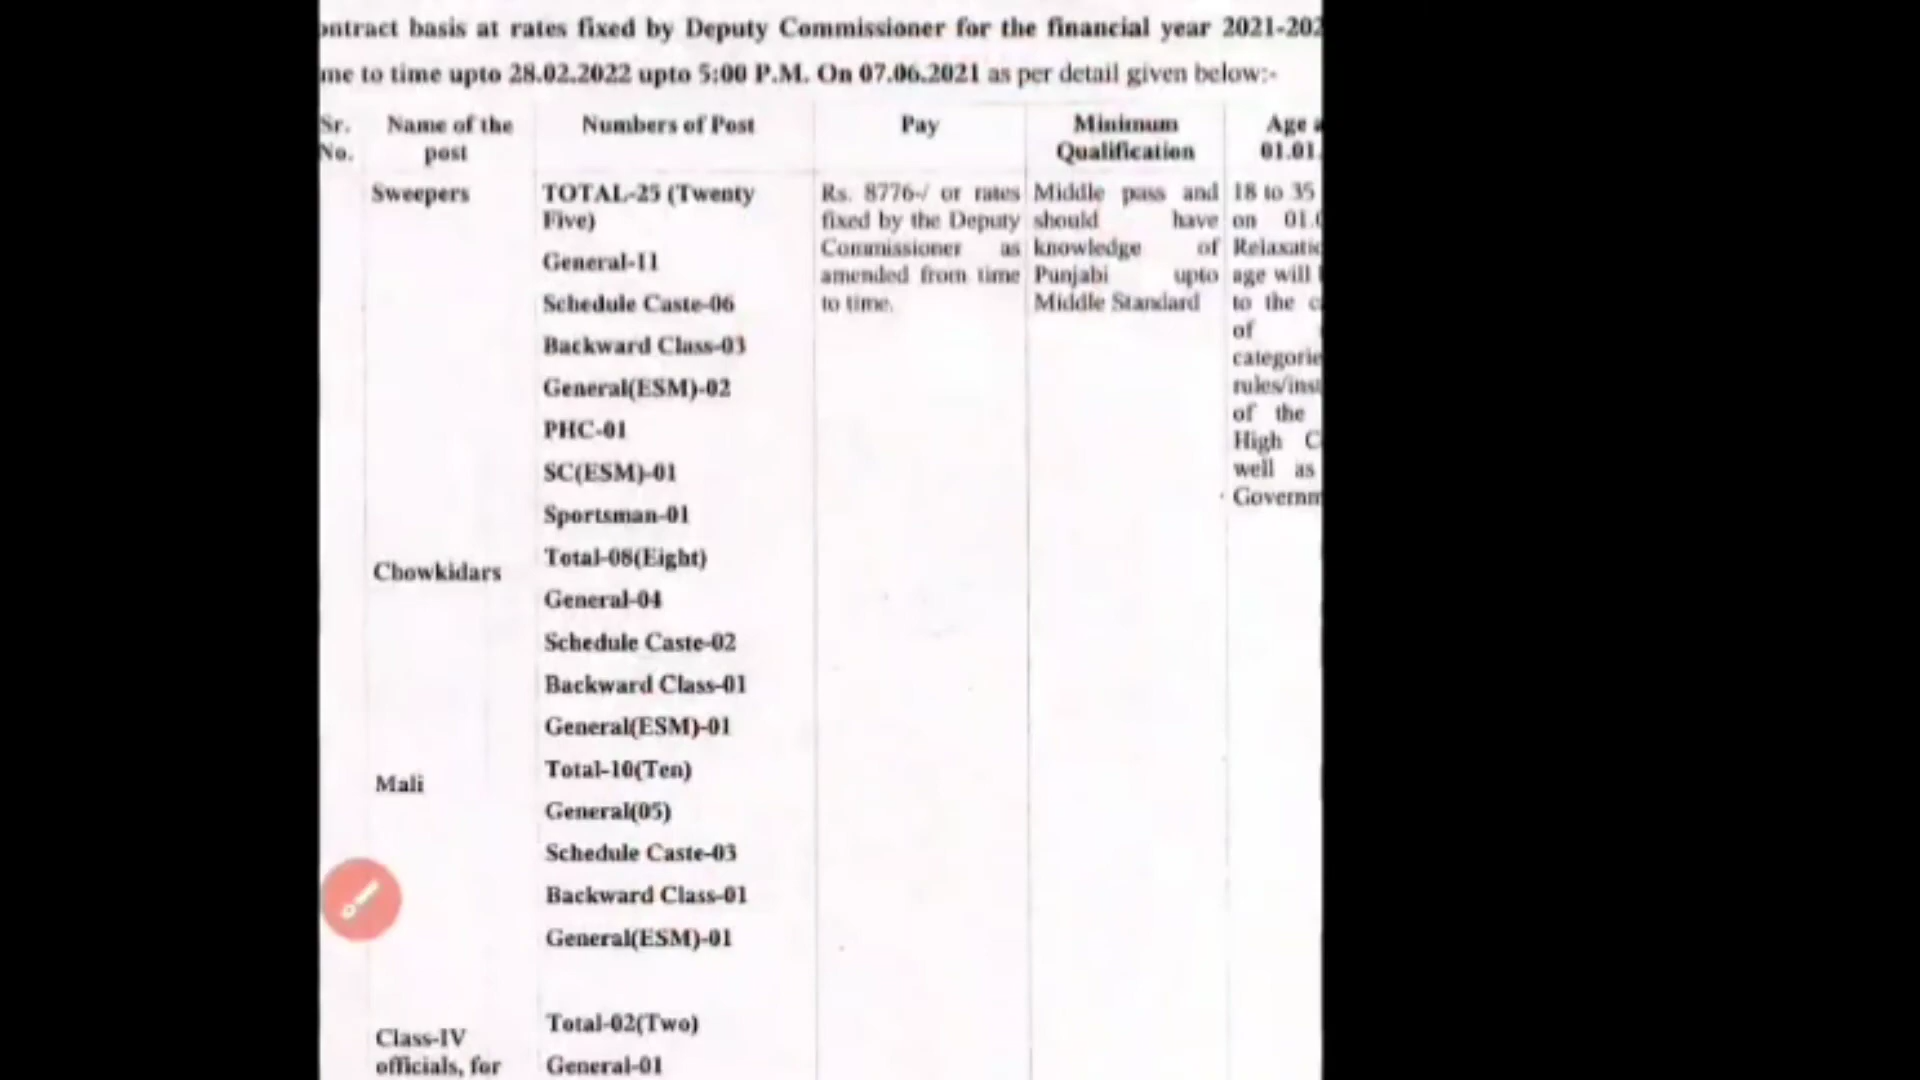 ontract basis at rates fixed by Deputy Commissioner for the financial year 2021-202
me to time upto 28.02.2022 upto 5:00 P.M. On 07.06.2021 as per detail given below:-
Sr. No.
Name of the post
Numbers of Post
Pay
Minimum Qualification
Age a
01.01.
Sweepers
TOTAL-25 (Twenty
Five)
General-11
Schedule Caste-06
Backward Class-03
General(ESM)-02
PHC-01
SC(ESM)-01
Sportsman-01
Rs. 8776-/ or rates
fixed by the Deputy
Commissioner as
amended from time
to time.
Middle pass and
should have
knowledge of
Punjabi upto
Middle Standard
18 to 35
on 01.0
Relaxatio
age will b
to the c
of
categorie
rules/inst
of the
High C
well as
Governm
Chowkidars
Total-08(Eight)
General-04
Schedule Caste-02
Backward Class-01
General(ESM)-01
Mali
Total-10(Ten)
General(05)
Schedule Caste-03
Backward Class-01
General(ESM)-01
Class-IV
officials, for
Total-02(Two)
General-01